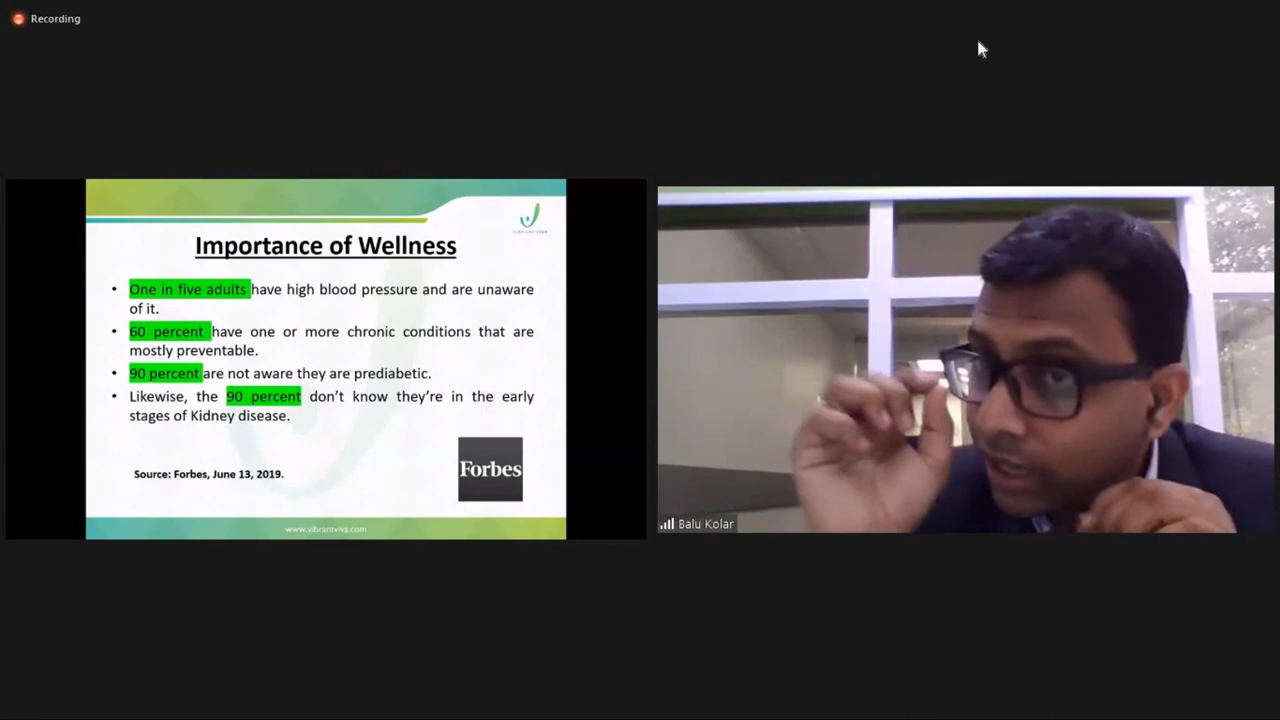 Recording
VIBRANT VIVA
Importance of Wellness
• One in five adults have high blood pressure and are unaware
of it.
• 60 percent have one or more chronic conditions that are
mostly preventable.
• 90 percent are not aware they are prediabetic.
• Likewise, the 90 percent don't know they're in the early
stages of Kidney disease.
Forbes
Source: Forbes, June 13, 2019.
www.vibrantviva.com
Balu Kolar